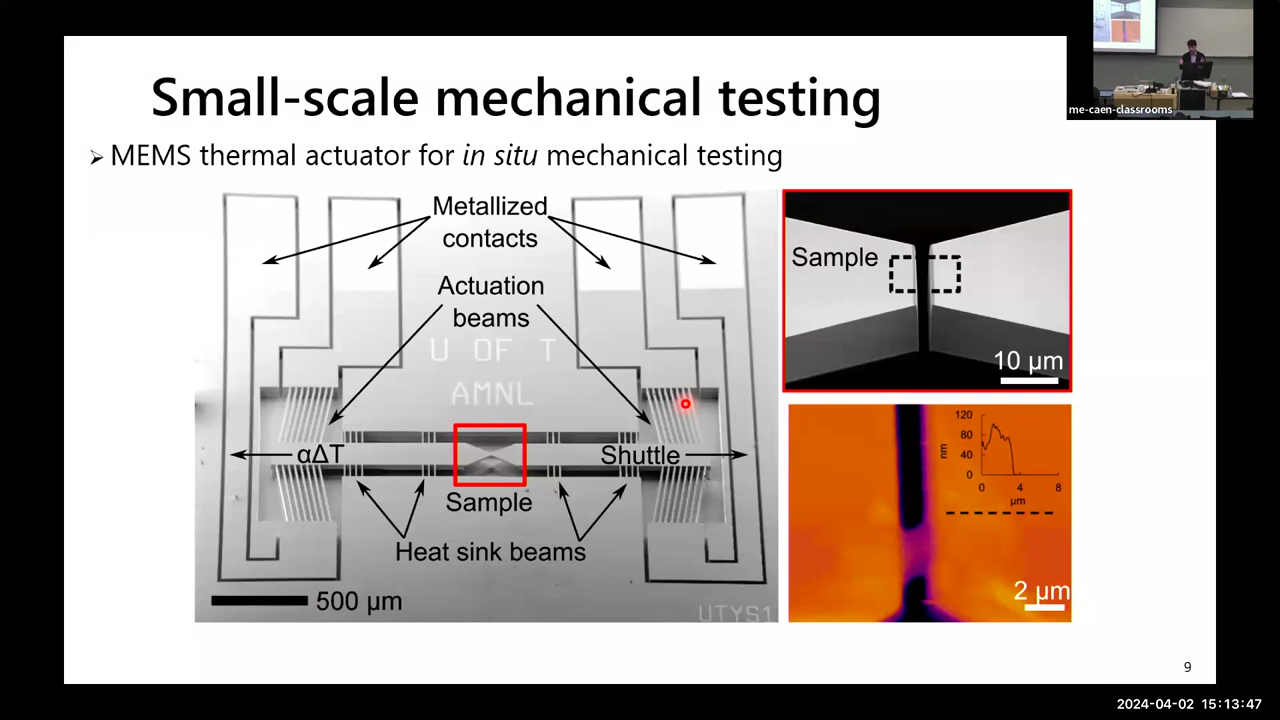 me-caen-classrooms
Small-scale mechanical testing
➢ MEMS thermal actuator for in situ mechanical testing
Metallized
contacts
Actuation
beams
U OF T
AMNL
αΔT
Shuttle
Sample
Heat sink beams
500 µm
UTYS1
Sample
10 µm
120
80
40
0
nm
0 4 8
µm
2 µm
9
2024-04-02 15:13:47